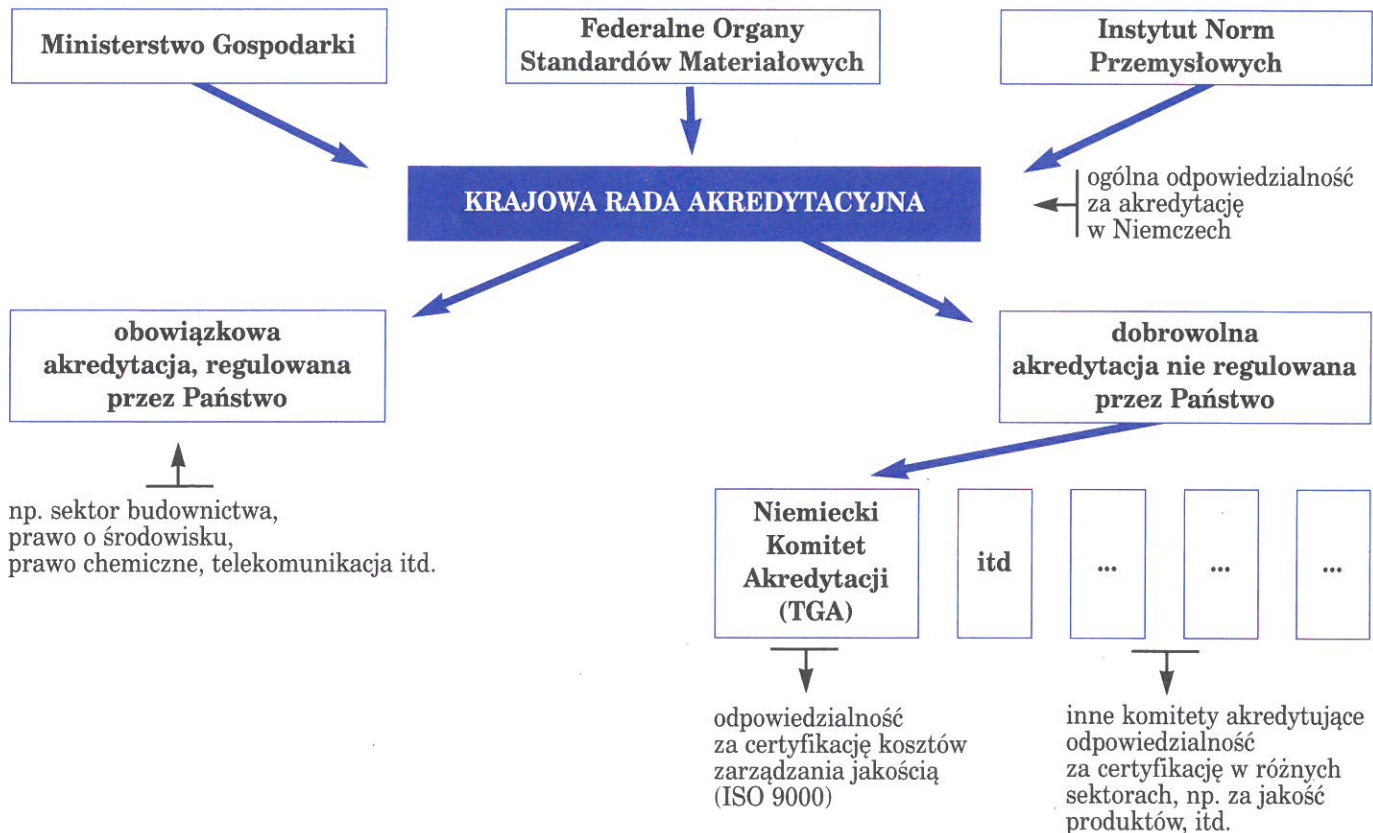 Ministerstwo Gospodarki
Federalne Organy
Standardów Materiałowych
Instytut Norm
Przemysłowych
KRAJOWA RADA AKREDYTACYJNA
ogólna odpowiedzialność
za akredytację
w Niemczech
obowiązkowa
akredytacja, regulowana
przez Państwo
dobrowolna
akredytacja nie regulowana
przez Państwo
np. sektor budownictwa,
prawo o środowisku,
prawo chemiczne, telekomunikacja itd.
Niemiecki
Komitet
Akredytacji
(TGA)
itd
...
...
...
odpowiedzialność
za certyfikację kosztów
zarządzania jakością
(ISO 9000)
inne komitety akredytujące
odpowiedzialność
za certyfikację w różnych
sektorach, np. za jakość
produktów, itd.